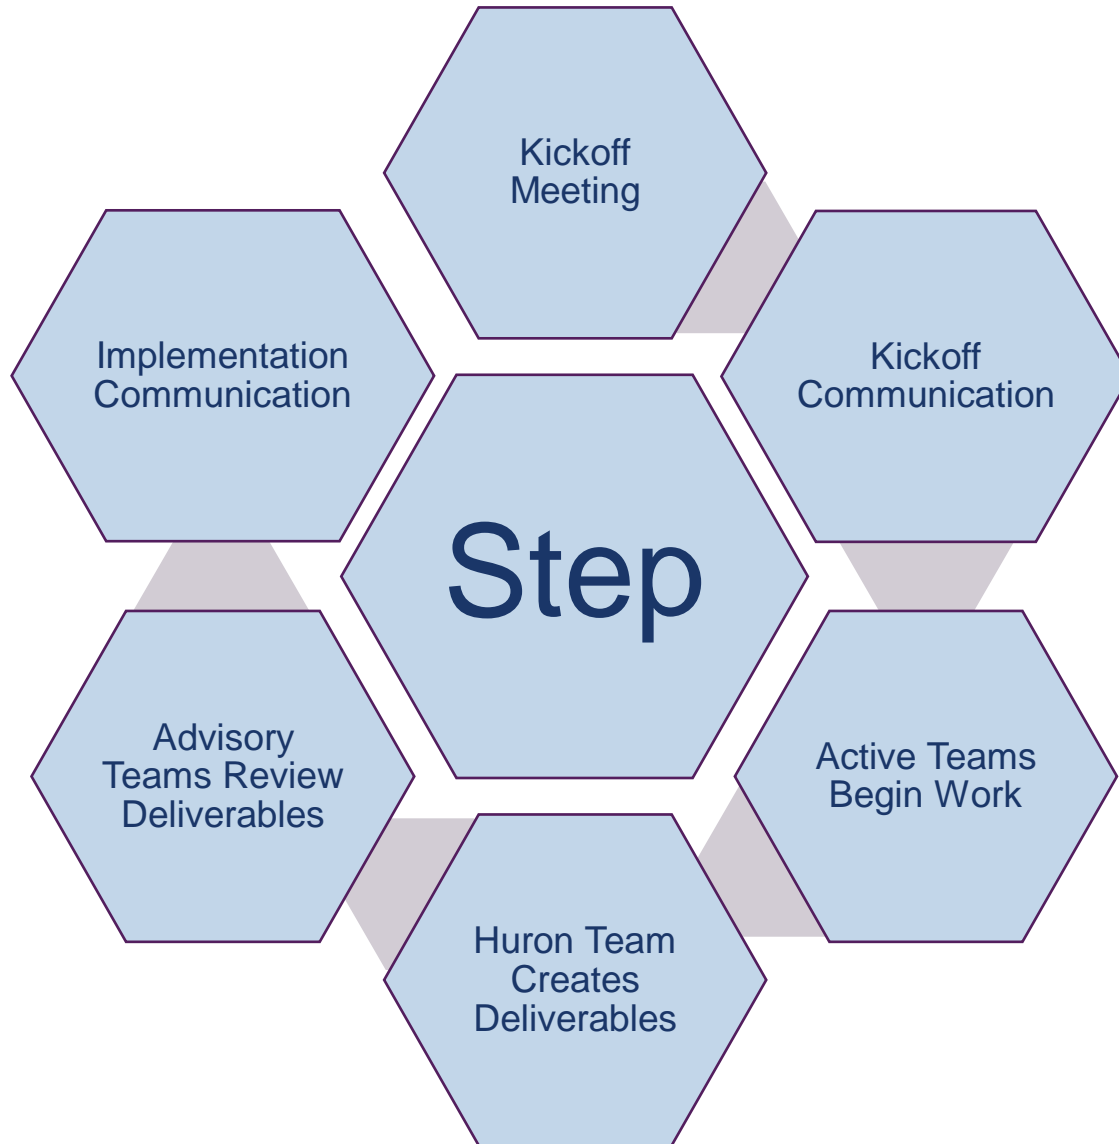 Kickoff
Meeting
Kickoff
Communication
Active Teams
Begin Work
Huron Team
Creates
Deliverables
Advisory
Teams Review
Deliverables
Implementation
Communication
Step